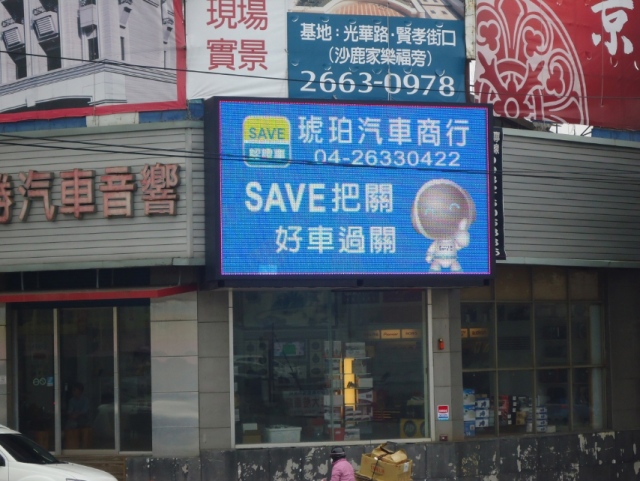 現場
實景
基地：光華路·賢孝街口
（沙鹿家樂福旁）
2663-0978
京
SAVE
認證車
琥珀汽車商行
04-26330422
SAVE把關
好車過關
汽車音響